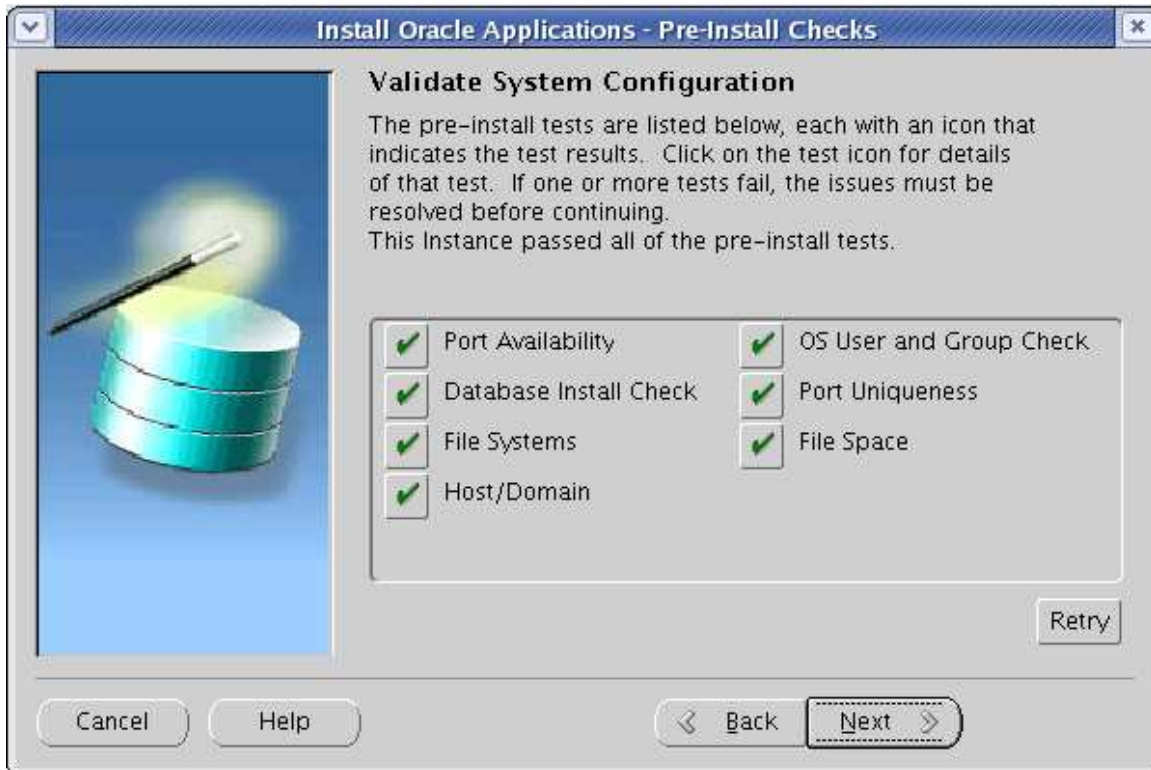 Install Oracle Applications - Pre-Install Checks
Validate System Configuration
The pre-install tests are listed below, each with an icon that
indicates the test results.  Click on the test icon for details
of that test.  If one or more tests fail, the issues must be
resolved before continuing.
This Instance passed all of the pre-install tests.
Port Availability
OS User and Group Check
Database Install Check
Port Uniqueness
File Systems
File Space
Host/Domain
Retry
Cancel
Help
Back
Next